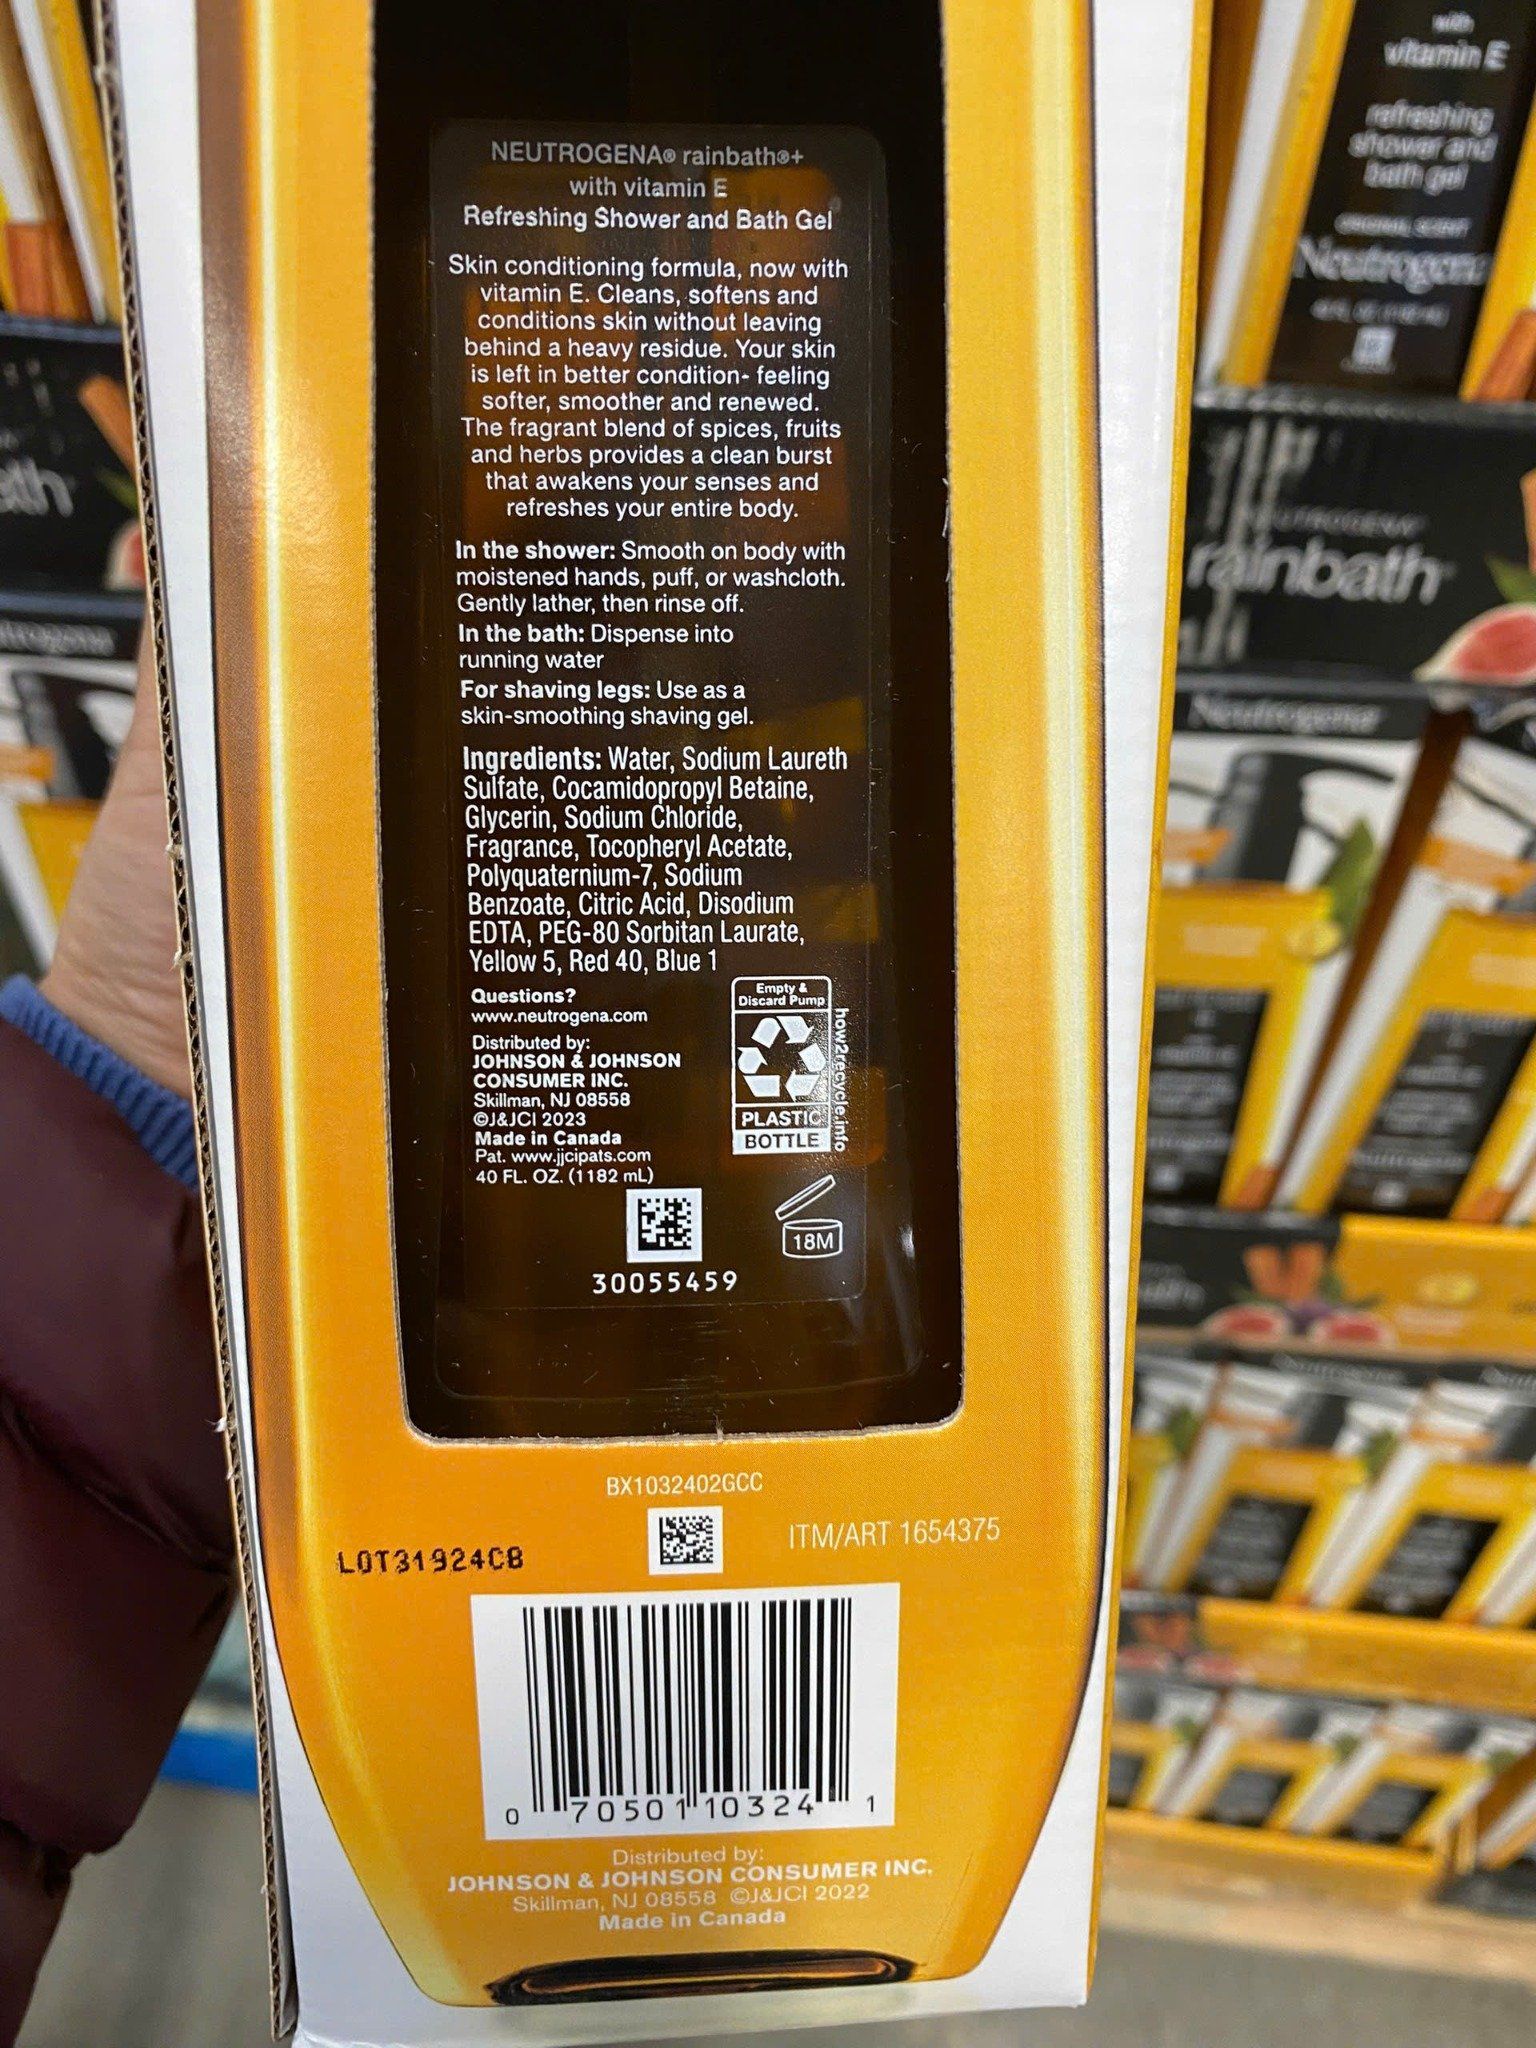 NEUTROGENA® rainbath®+
with vitamin E
Refreshing Shower and Bath Gel
Skin conditioning formula, now with
vitamin E. Cleans, softens and
conditions skin without leaving
behind a heavy residue. Your skin
is left in better condition- feeling
softer, smoother and renewed.
The fragrant blend of spices, fruits
and herbs provides a clean burst
that awakens your senses and
refreshes your entire body.
In the shower: Smooth on body with
moistened hands, puff, or washcloth.
Gently lather, then rinse off.
In the bath: Dispense into
running water
For shaving legs: Use as a
skin-smoothing shaving gel.
Ingredients: Water, Sodium Laureth
Sulfate, Cocamidopropyl Betaine,
Glycerin, Sodium Chloride,
Fragrance, Tocopheryl Acetate,
Polyquaternium-7, Sodium
Benzoate, Citric Acid, Disodium
EDTA, PEG-80 Sorbitan Laurate,
Yellow 5, Red 40, Blue 1
Questions?
www.neutrogena.com
Distributed by:
JOHNSON & JOHNSON
CONSUMER INC.
Skillman, NJ 08558
©J&JCI 2023
Made in Canada
Pat. www.jjcipats.com
40 FL. OZ. (1182 mL)
Empty &
Discard Pump
PLASTIC
BOTTLE
how2recycle.info
18M
30055459
BX1032402GCC
LOT31924CB
ITM/ART 1654375
0 70501 10324 1
Distributed by:
JOHNSON & JOHNSON CONSUMER INC.
Skillman, NJ 08558 ©J&JCI 2022
Made in Canada
with
vitamin E
refreshing
shower and
bath gel
ORIGINAL SCENT
Neutrogena
NEUTROGENA
rainbath
Neutrogena